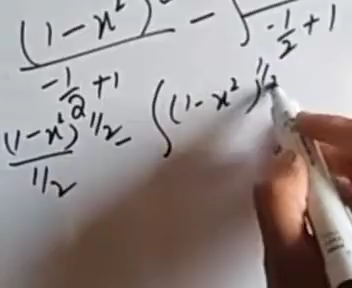 (1-x²) / (-1/2+1) - ∫ / (-1/2+1)
(1-x²)^1/2 / (1/2) - ∫(1-x²)^1/2